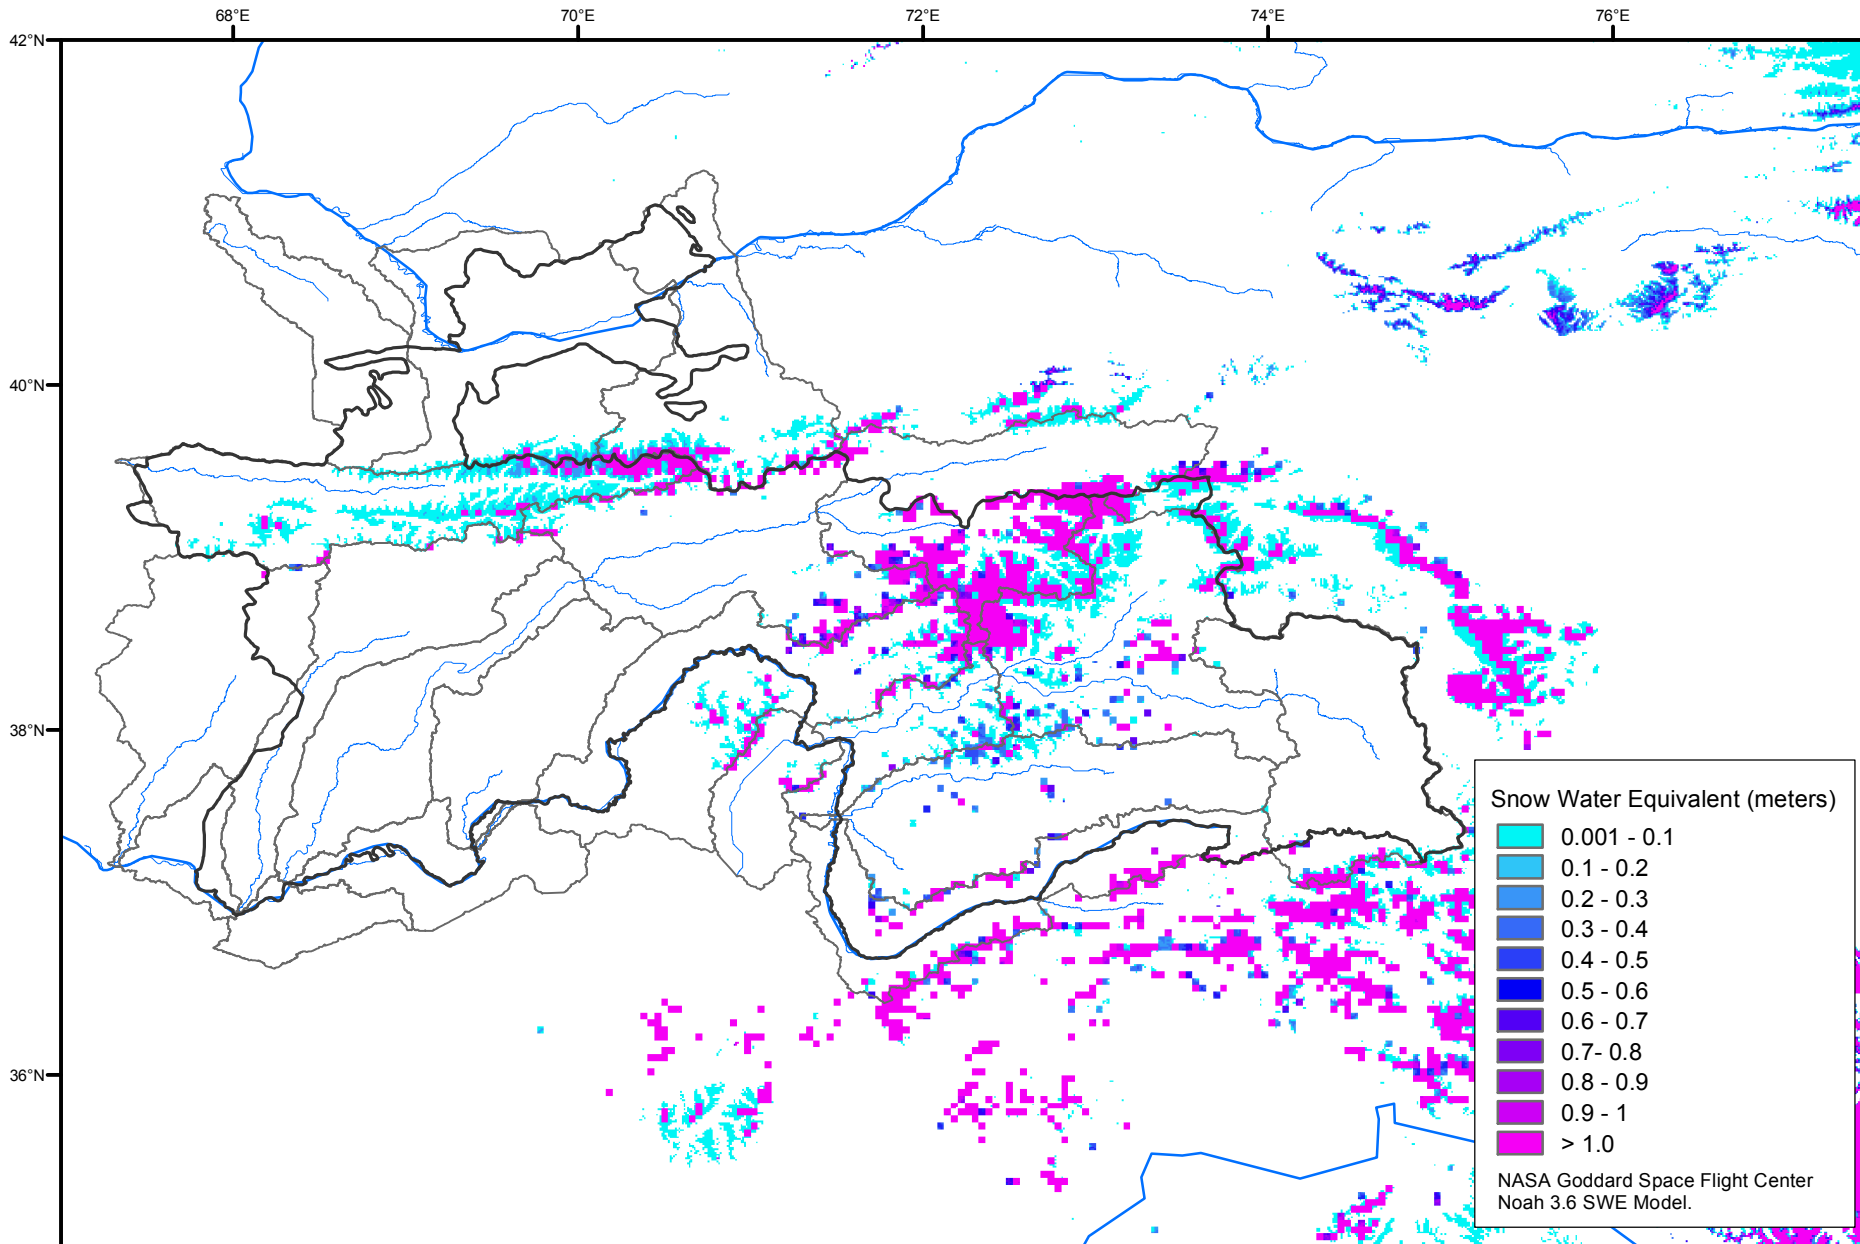 68°E 70°E 72°E 74°E 76°E
42°N
40°N
38°N
36°N
Snow Water Equivalent (meters)
0.001 - 0.1
0.1 - 0.2
0.2 - 0.3
0.3 - 0.4
0.4 - 0.5
0.5 - 0.6
0.6 - 0.7
0.7- 0.8
0.8 - 0.9
0.9 - 1
> 1.0
NASA Goddard Space Flight Center
Noah 3.6 SWE Model.